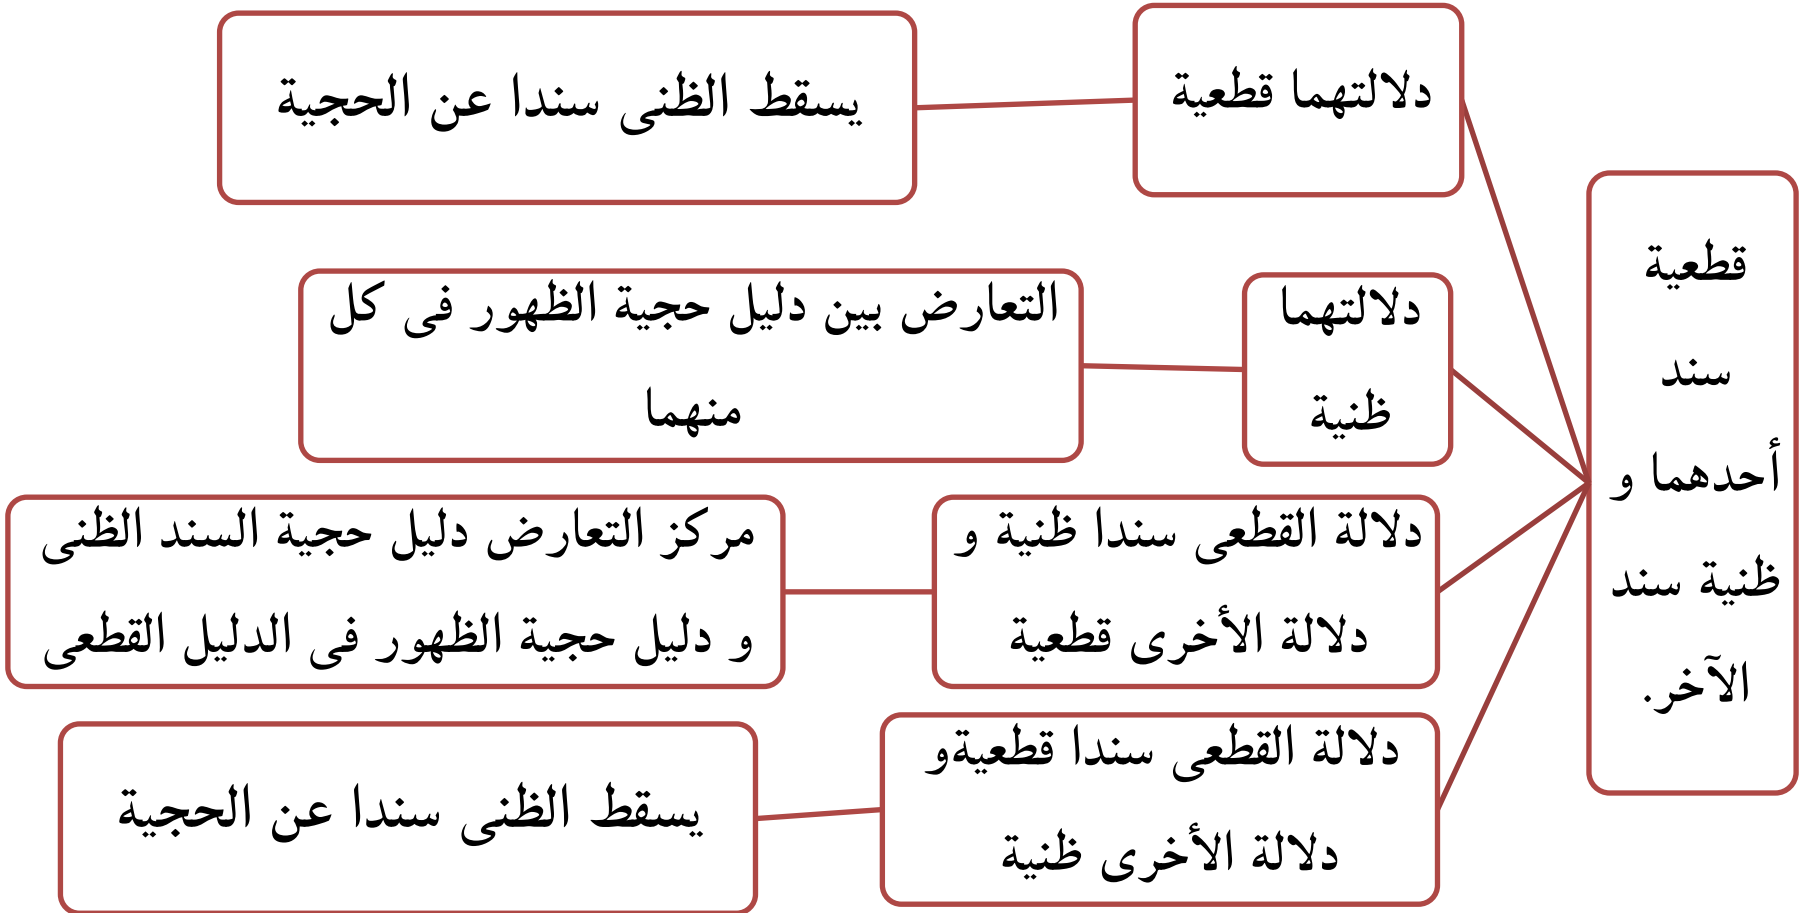 قطعية
سند
أحدهما و
ظنية سند
الآخر.
دلالتهما قطعية
يسقط الظنى سندا عن الحجية
دلالتهما
ظنية
التعارض بين دليل حجية الظهور فى كل
منهما
دلالة القطعى سندا ظنية و
دلالة الأخرى قطعية
مركز التعارض دليل حجية السند الظنى
و دليل حجية الظهور فى الدليل القطعى
دلالة القطعى سندا قطعيةو
دلالة الأخرى ظنية
يسقط الظنى سندا عن الحجية